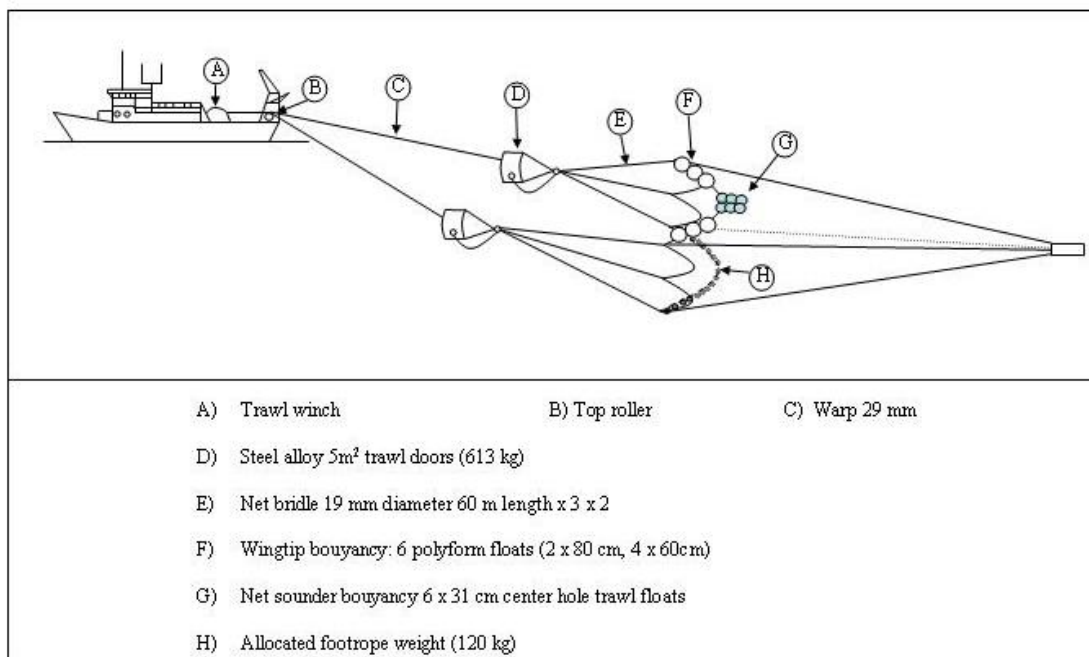 A
B
C
D
E
F
G
H
A) Trawl winch B) Top roller C) Warp 29 mm
D) Steel alloy 5m² trawl doors (613 kg)
E) Net bridle 19 mm diameter 60 m length x 3 x 2
F) Wingtip bouyancy: 6 polyform floats (2 x 80 cm, 4 x 60cm)
G) Net sounder bouyancy 6 x 31 cm center hole trawl floats
H) Allocated footrope weight (120 kg)